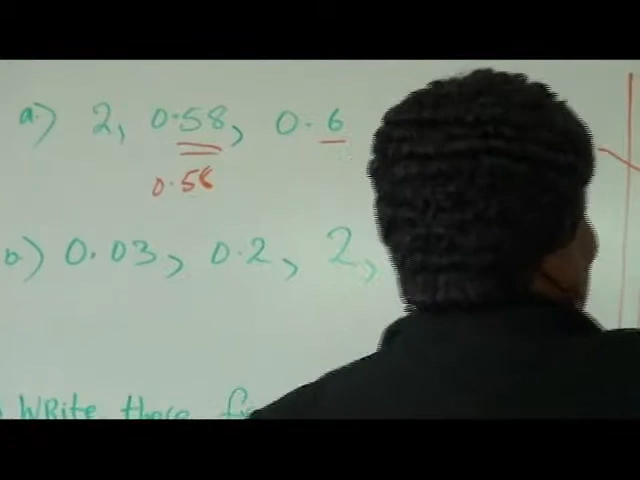 a.) 2, 0.58, 0.6
0.58
b) 0.03, 0.2, 2,
Write these